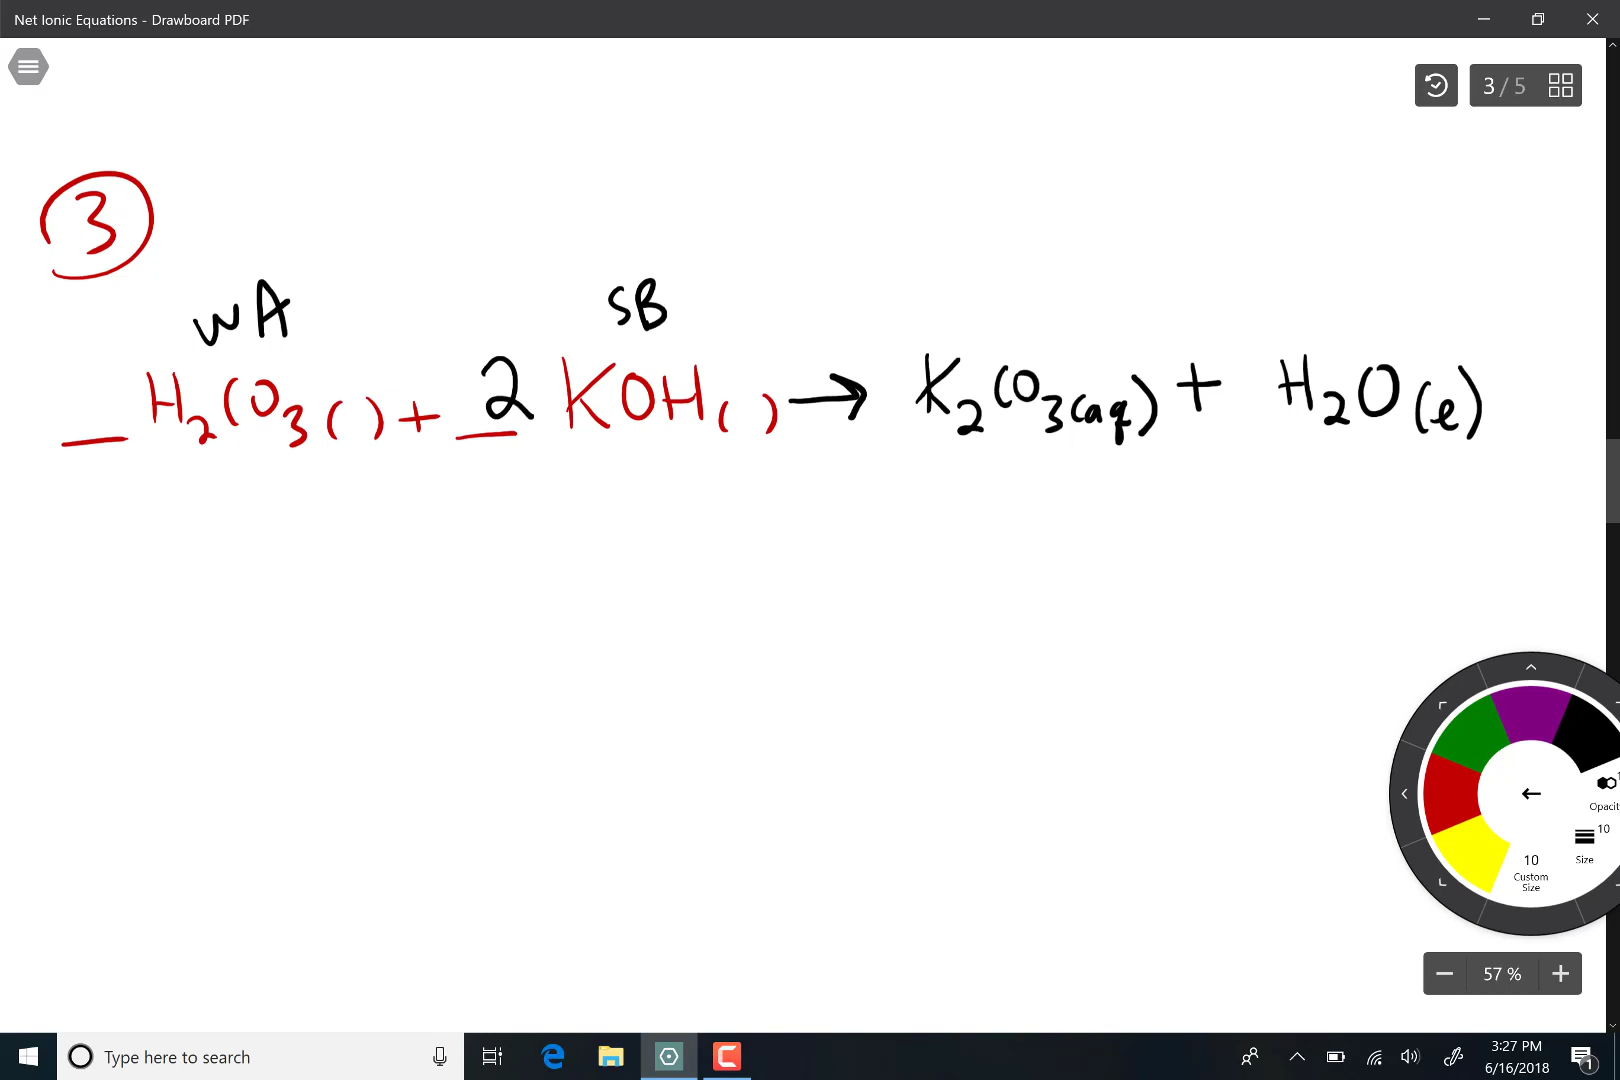 Net Ionic Equations - Drawboard PDF
3 / 5
3
WA SB
_ H₂CO₃( ) + 2 KOH( ) → K₂CO₃(aq) + H₂O(l)
Opacit
10
Size
10
Custom
Size
57 %
Type here to search
3:27 PM
6/16/2018
1